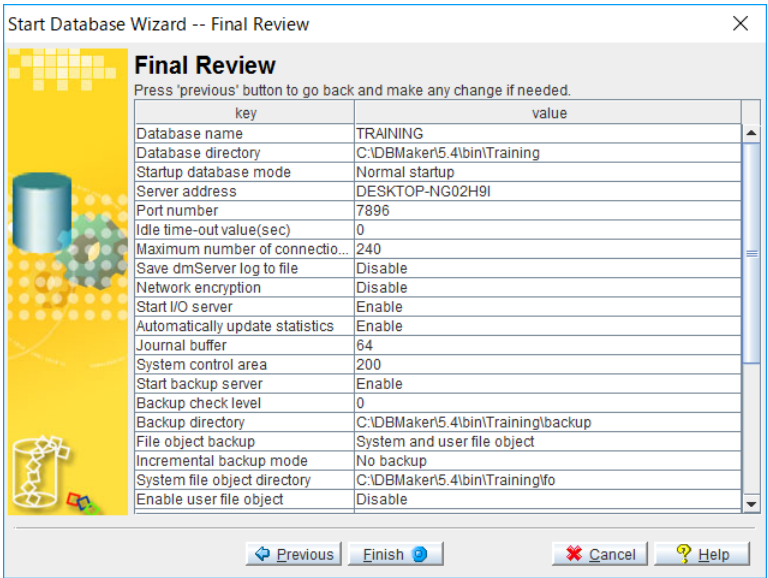 Start Database Wizard -- Final Review
Final Review
Press 'previous' button to go back and make any change if needed.
key value
Database name TRAINING
Database directory C:\DBMaker\5.4\bin\Training
Startup database mode Normal startup
Server address DESKTOP-NG02H9I
Port number 7896
Idle time-out value(sec) 0
Maximum number of connectio... 240
Save dmServer log to file Disable
Network encryption Disable
Start I/O server Enable
Automatically update statistics Enable
Journal buffer 64
System control area 200
Start backup server Enable
Backup check level 0
Backup directory C:\DBMaker\5.4\bin\Training\backup
File object backup System and user file object
Incremental backup mode No backup
System file object directory C:\DBMaker\5.4\bin\Training\fo
Enable user file object Disable
Previous Finish Cancel Help